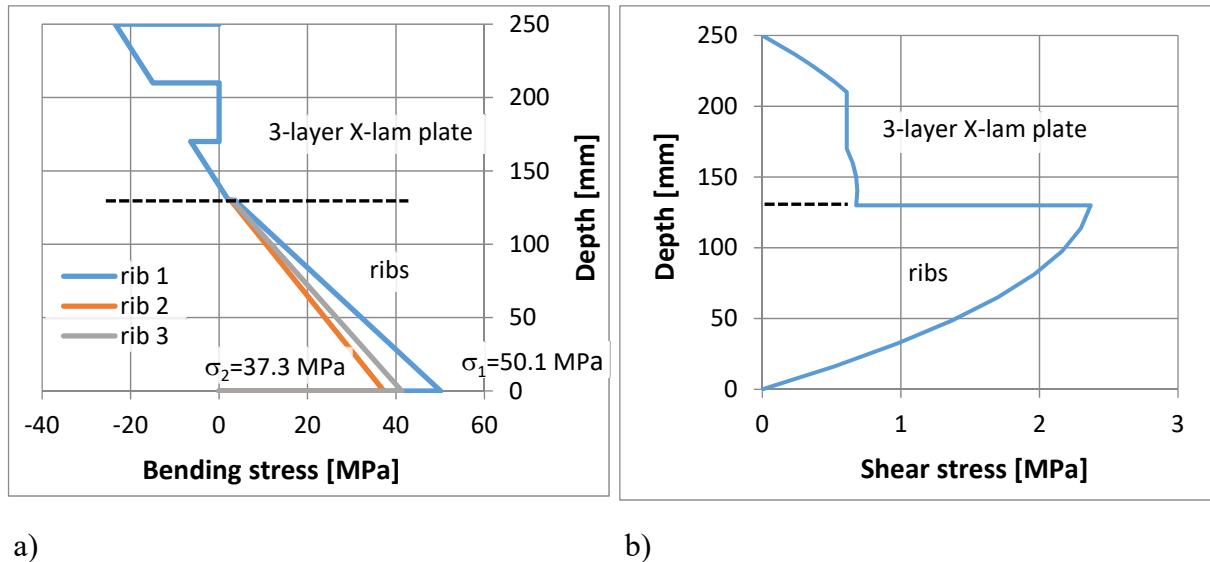 250
200
150
100
50
0
Depth [mm]
3-layer X-lam plate
ribs
rib 1
rib 2
rib 3
σ2=37.3 MPa
σ1=50.1 MPa
-40 -20 0 20 40 60
Bending stress [MPa]
250
200
150
100
50
0
Depth [mm]
3-layer X-lam plate
ribs
0 1 2 3
Shear stress [MPa]
a) b)